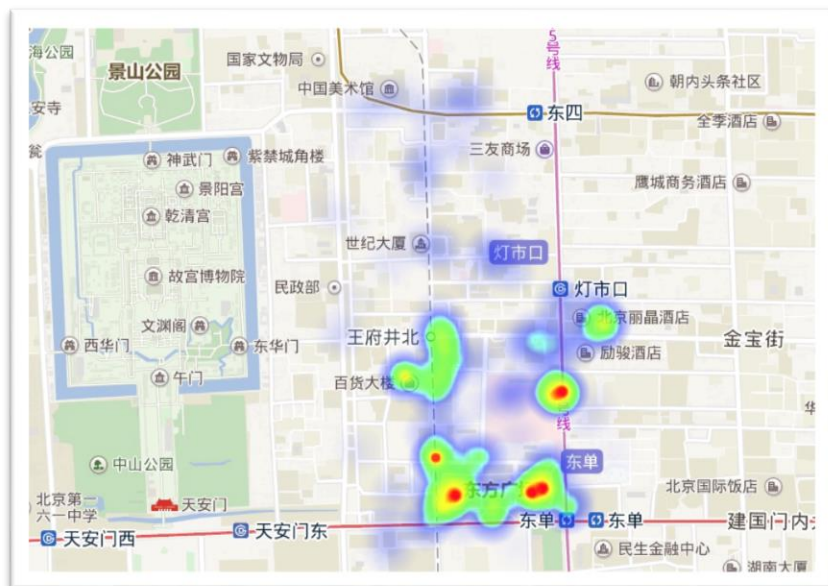 5号线
海公园
景山公园
国家文物局
中国美术馆
朝内头条社区
安寺
东四
全季酒店
瓮
神武门
紫禁城角楼
三友商场
景阳宫
鹰城商务酒店
乾清宫
世纪大厦
灯市口
故宫博物院
民政部
灯市口
文渊阁
北京丽晶酒店
王府井北
金宝街
西华门
东华门
励骏酒店
午门
百货大楼
华
号线
中山公园
东单
东方广
北京国际饭店
北京第一
六一中学
天安门
东单
东单
建国门内
天安门西
天安门东
民生金融中心
湖南大厦